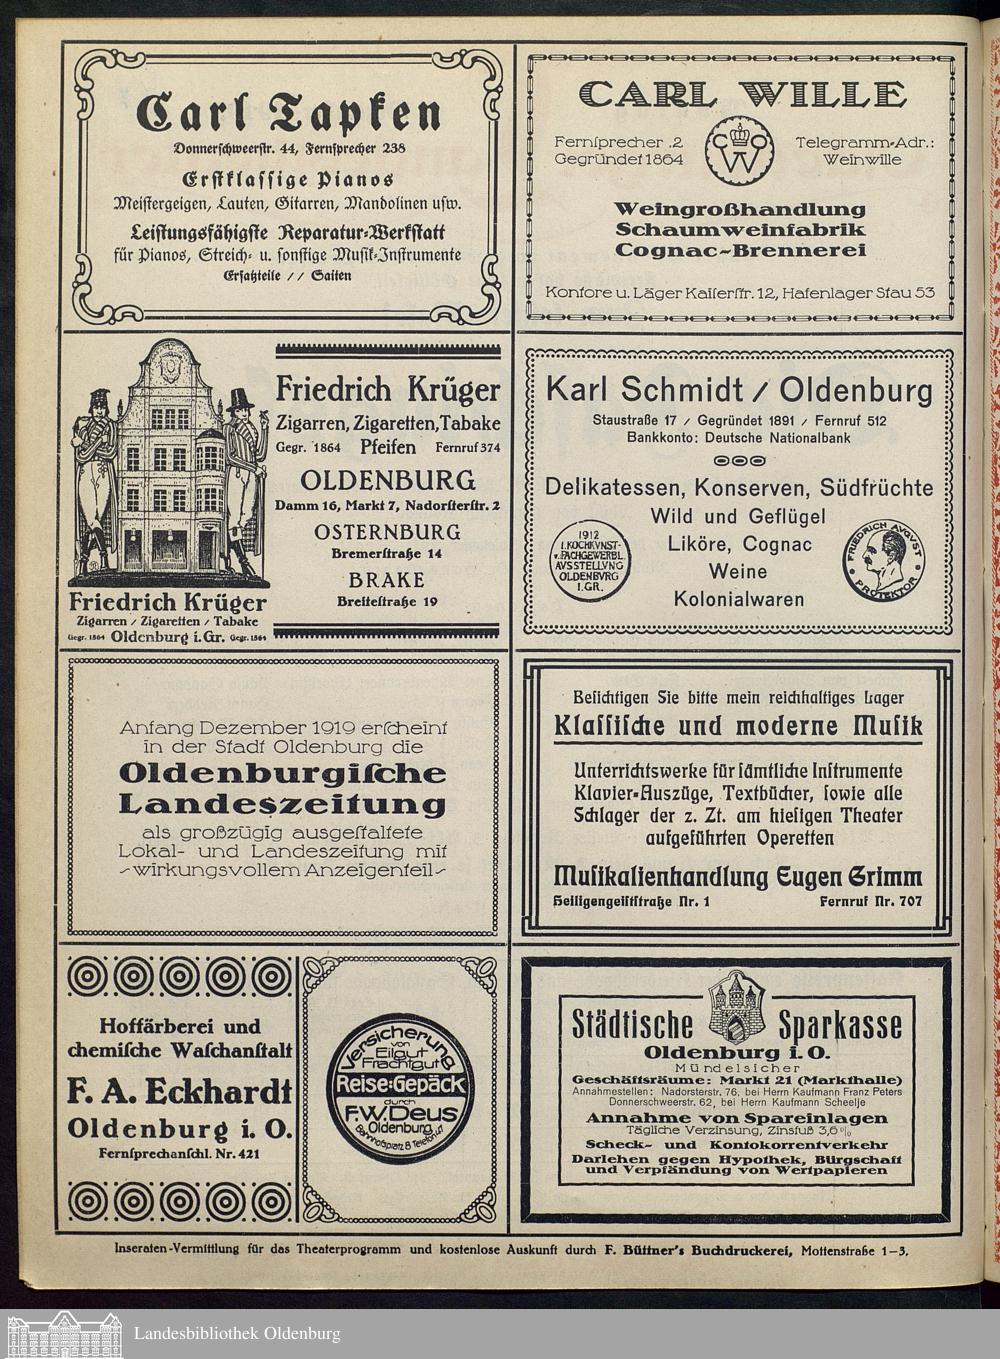 Carl Tapken
Donnerschweerstr. 44, Fernsprecher 238
Erstklassige Pianos
Meistergeigen, Lauten, Gitarren, Mandolinen usw.
Leistungsfähigste Reparatur-Werkstatt
für Pianos, Streich- u. sonstige Musik-Instrumente
Ersatzteile // Saiten
CARL WILLE
Fernsprecher 2
Gegründet 1864
C W O
Telegramm-Adr.:
Weinwille
Weingroßhandlung
Schaumweinfabrik
Cognac-Brennerei
Kontore u. Läger Kaiserstr. 12, Hafenlager Stau 53
Friedrich Krüger
Zigarren / Zigaretten / Tabake
Gegr. 1864 Oldenburg i. Gr. Gegr. 1864
Friedrich Krüger
Zigarren, Zigaretten, Tabake
Gegr. 1864 Pfeifen Fernruf 374
OLDENBURG
Damm 16, Markt 7, Nadorsterstr. 2
OSTERNBURG
Bremerstraße 14
BRAKE
Breitestraße 19
Karl Schmidt / Oldenburg
Staustraße 17 / Gegründet 1891 / Fernruf 512
Bankkonto: Deutsche Nationalbank
Delikatessen, Konserven, Südfrüchte
Wild und Geflügel
Liköre, Cognac
Weine
Kolonialwaren
1912
I. KOCHKVNST-
v. FACHGEWERBL.
AVSSTELLVNG
OLDENBVRG
I. GR.
FRIEDRICH AVGVST
PROTEKTOR
Anfang Dezember 1919 erscheint
in der Stadt Oldenburg die
Oldenburgische
Landeszeitung
als großzügig ausgestaltete
Lokal- und Landeszeitung mit
wirkungsvollem Anzeigenteil
Besichtigen Sie bitte mein reichhaltiges Lager
Klassische und moderne Musik
Unterrichtswerke für sämtliche Instrumente
Klavier-Auszüge, Textbücher, sowie alle
Schlager der z. Zt. am hiesigen Theater
aufgeführten Operetten
Musikalienhandlung Eugen Grimm
Heiligengeiststraße Nr. 1 Fernruf Nr. 707
Hoffärberei und
chemische Waschanstalt
F. A. Eckhardt
Oldenburg i. O.
Fernsprechanschl. Nr. 421
Versicherung
von
Eilgut
Frachtgut
Reise-Gepäck
durch
F. W. Deus
Oldenburg
Bahnhofsplatz 8 Telefon 47
Städtische Sparkasse
Oldenburg i. O.
Mündelsicher
Geschäftsräume: Markt 21 (Markthalle)
Annahmestellen: Nadorsterstr. 76, bei Herrn Kaufmann Franz Peters
Donnerschweerstr. 62, bei Herrn Kaufmann Scheelje
Annahme von Spareinlagen
Tägliche Verzinsung, Zinsfuß 3,6%
Scheck- und Kontokorrentverkehr
Darlehen gegen Hypothek, Bürgschaft
und Verpfändung von Wertpapieren
Inseraten-Vermittlung für das Theaterprogramm und kostenlose Auskunft durch F. Büttner's Buchdruckerei, Mottenstraße 1–3.
Landesbibliothek Oldenburg